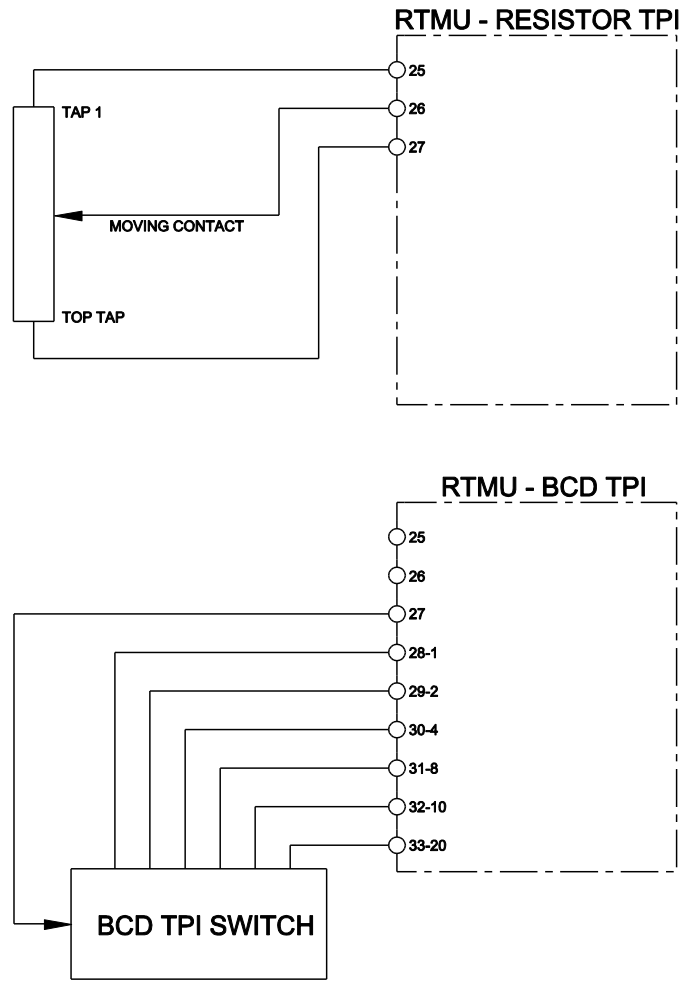 RTMU - RESISTOR TPI
25
TAP 1
26
27
MOVING CONTACT
TOP TAP
RTMU - BCD TPI
25
26
27
28-1
29-2
30-4
31-8
32-10
33-20
BCD TPI SWITCH